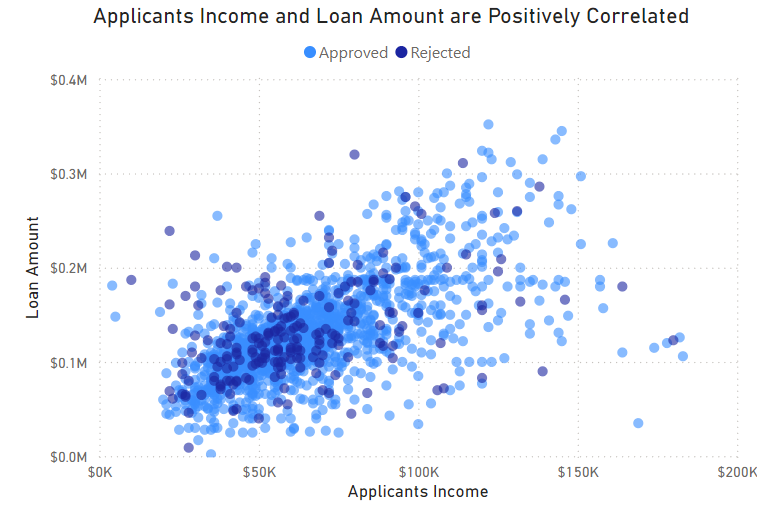 Applicants Income and Loan Amount are Positively Correlated
Approved Rejected
$0.4M
$0.3M
$0.2M
$0.1M
$0.0M
Loan Amount
$0K $50K $100K $150K $200K
Applicants Income